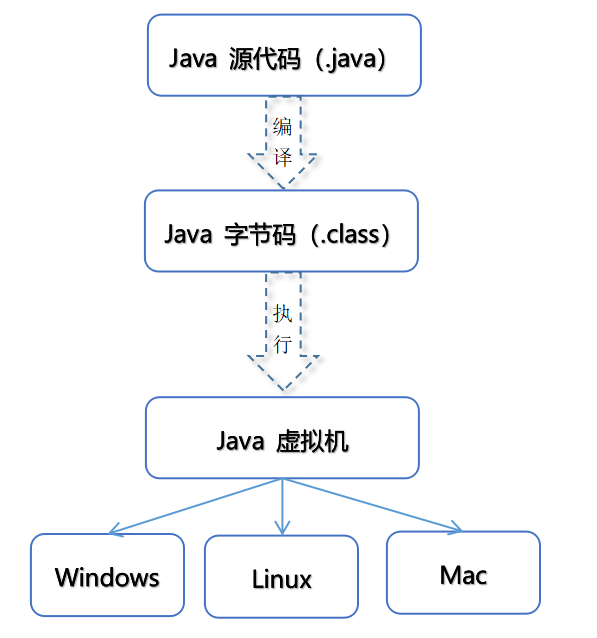 Java 源代码（.java）
编
译
Java 字节码（.class）
执
行
Java 虚拟机
Windows
Linux
Mac